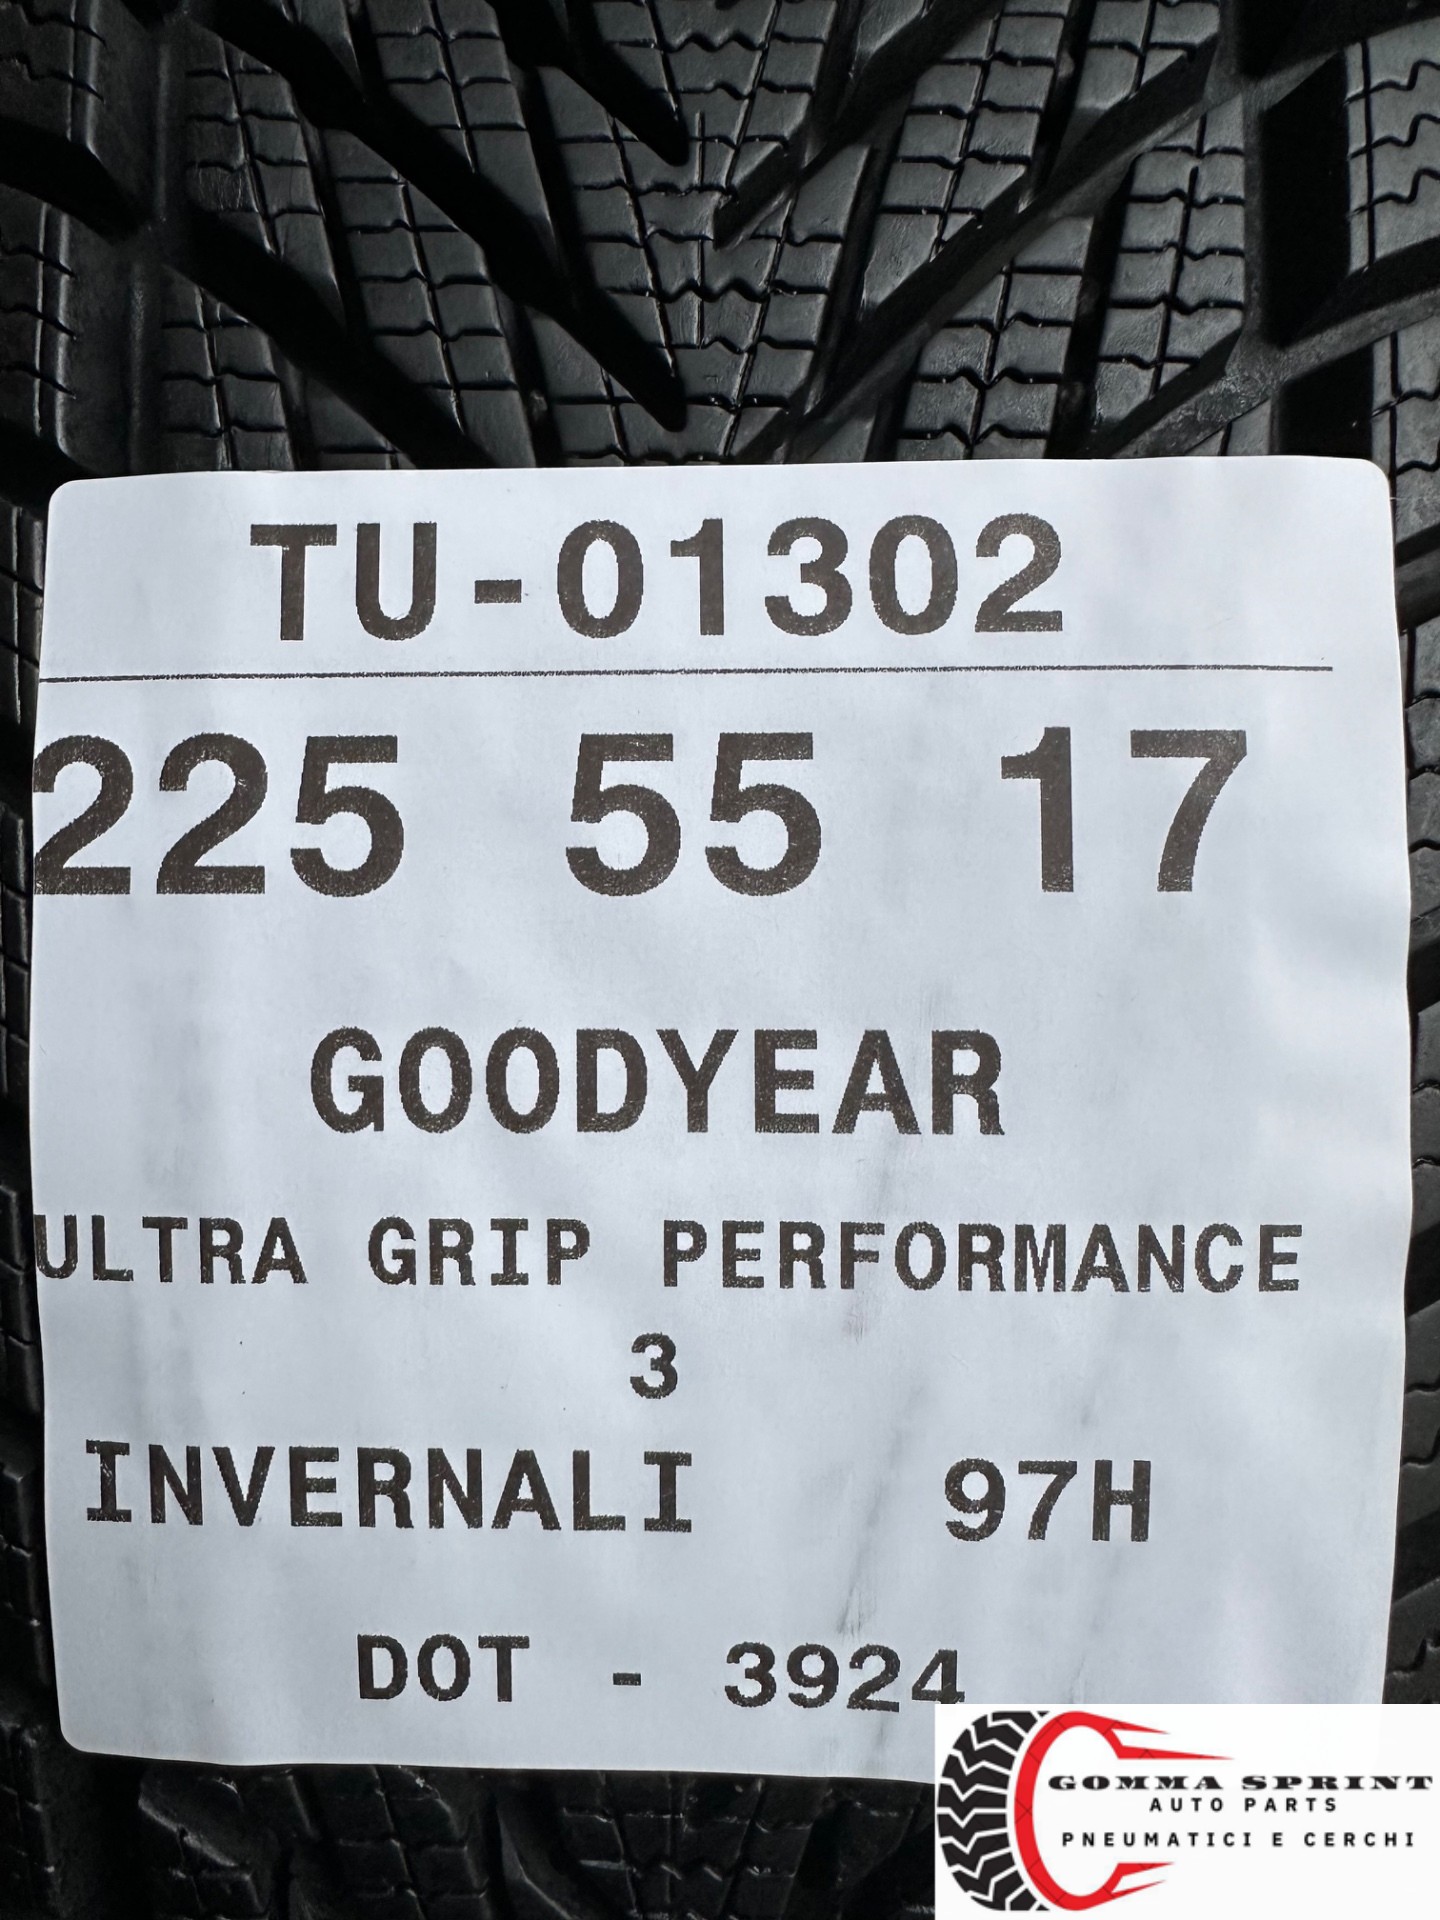 TU-01302
225 55 17
GOODYEAR
ULTRA GRIP PERFORMANCE
3
INVERNALI 97H
DOT - 3924
GOMMA SPRINT
AUTO PARTS
PNEUMATICI E CERCHI